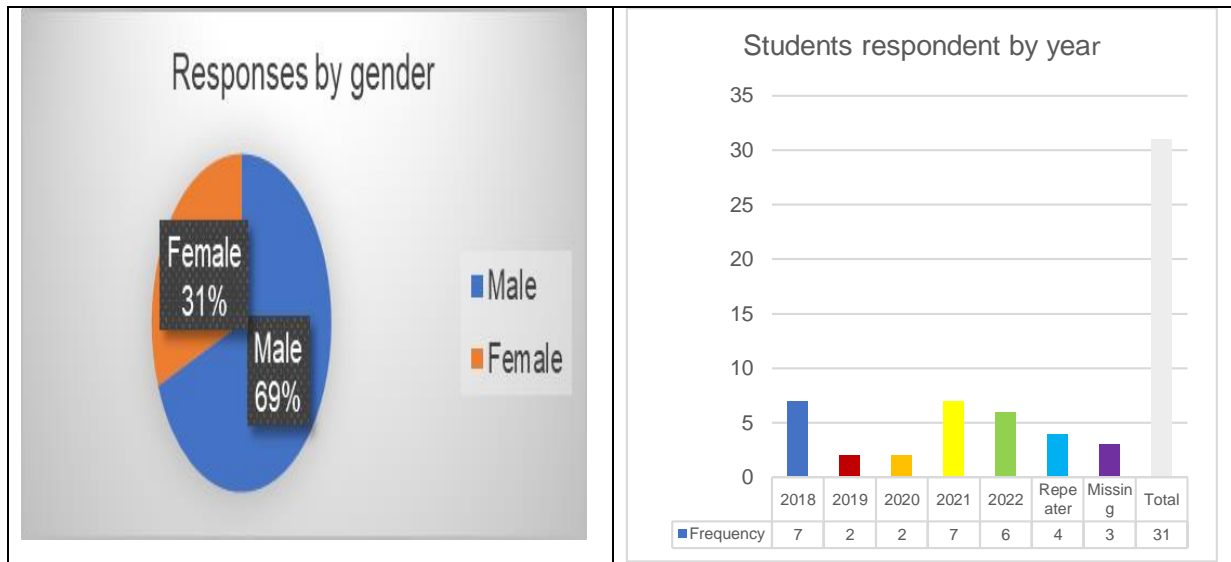 Responses by gender
Female
31%
Male
69%
Male
Female
Students respondent by year
35
30
25
20
15
10
5
0
2018 2019 2020 2021 2022 Repe ater Missin g Total
Frequency 7 2 2 7 6 4 3 31